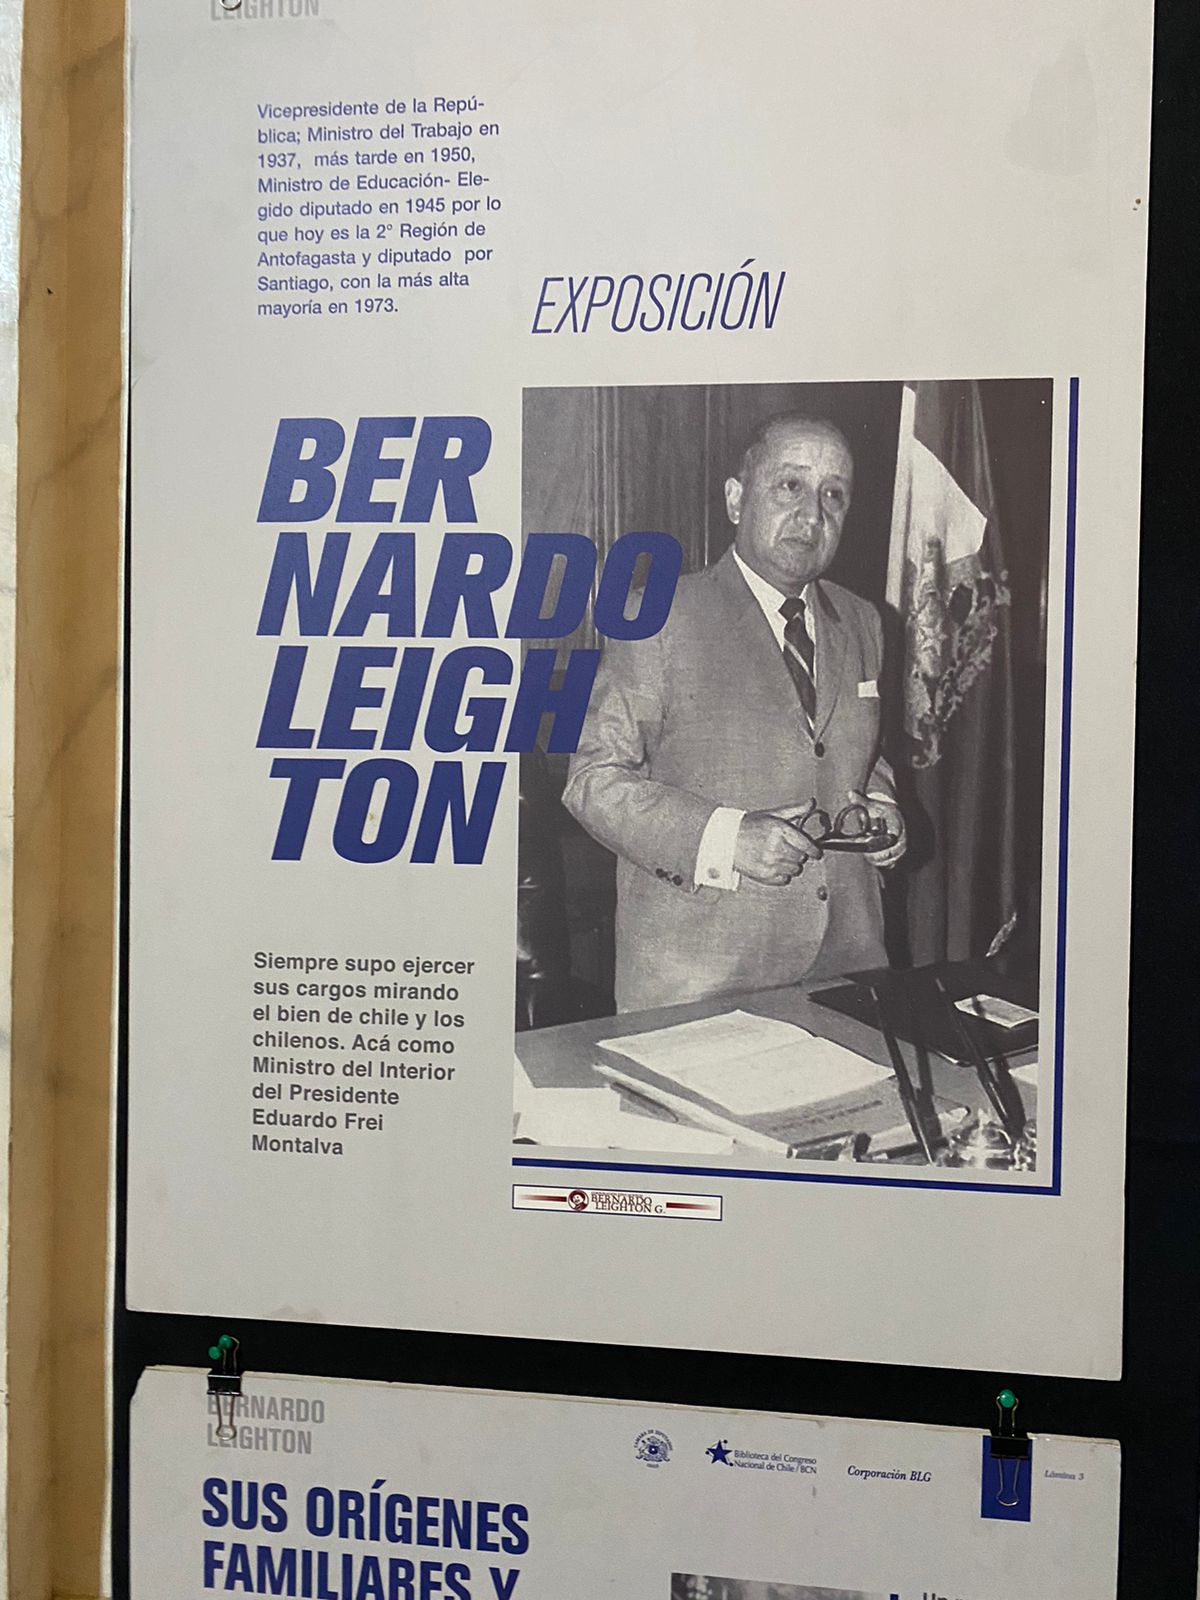 LEIGHTON
Vicepresidente de la Repú-
blica; Ministro del Trabajo en
1937, más tarde en 1950,
Ministro de Educación- Ele-
gido diputado en 1945 por lo
que hoy es la 2° Región de
Antofagasta y diputado por
Santiago, con la más alta
mayoría en 1973.
EXPOSICIÓN
BER
NARDO
LEIGH
TON
Siempre supo ejercer
sus cargos mirando
el bien de chile y los
chilenos. Acá como
Ministro del Interior
del Presidente
Eduardo Frei
Montalva
BERNARDO
LEIGHTON G.
BERNARDO
LEIGHTON
Biblioteca del Congreso
Nacional de Chile / BCN
Corporación BLG
Lámina 3
SUS ORÍGENES
FAMILIARES Y